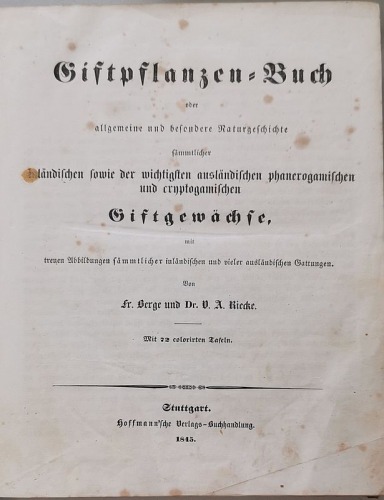 Giftpflanzen-Buch
oder
allgemeine und besondere Naturgeschichte
sämmtlicher
inländischen sowie der wichtigsten ausländischen phanerogamischen
und cryptogamischen
Giftgewächse,
mit
treuen Abbildungen sämmtlicher inländischen und vieler ausländischen Gattungen.
Von
Fr. Berge und Dr. V. A. Riecke.
Mit 72 colorirten Tafeln.
Stuttgart.
Hoffmann'sche Verlags-Buchhandlung.
1845.